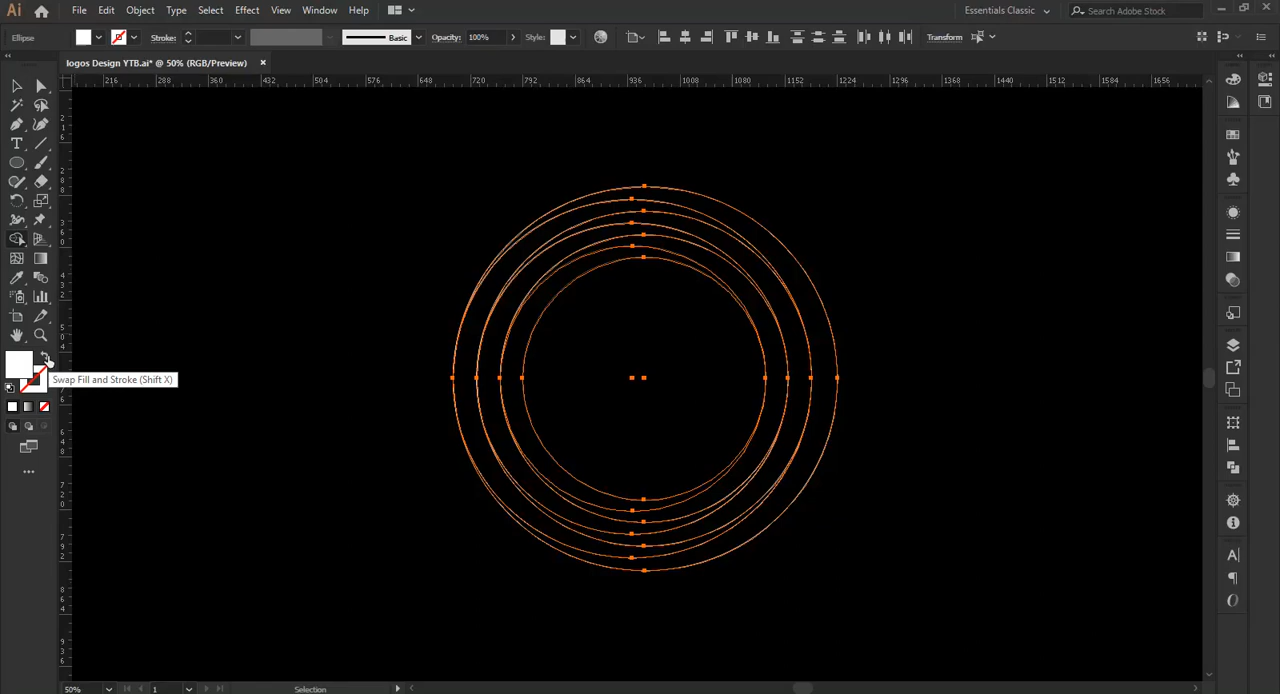 Ai File Edit Object Type Select Effect View Window Help Essentials Classic Search Adobe Stock
Ellipse Stroke: Basic Opacity: 100% Style: Transform
logos Design YTB.ai* @ 50% (RGB/Preview)
216 288 360 432 504 576 648 720 792 864 936 1008 1080 1152 1224 1296 1368 1440 1512 1584 1656
Swap Fill and Stroke (Shift X)
50% 1 Selection